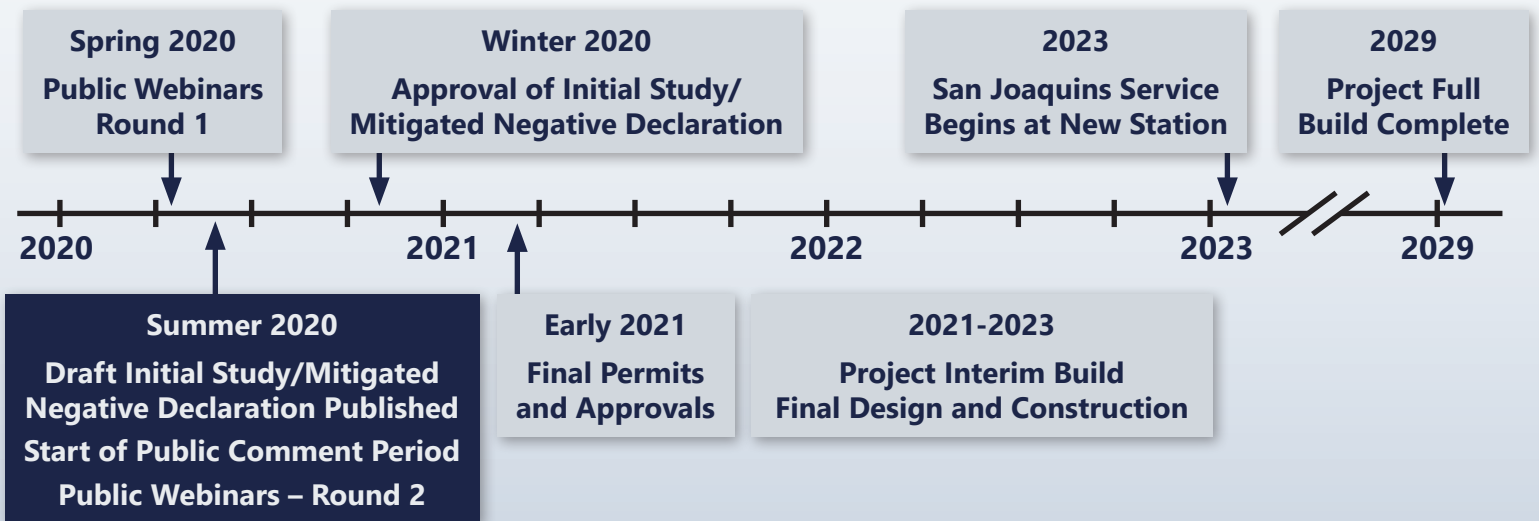 Spring 2020
Public Webinars
Round 1
Winter 2020
Approval of Initial Study/
Mitigated Negative Declaration
2023
San Joaquins Service
Begins at New Station
2029
Project Full
Build Complete
2020
2021
2022
2023
2029
Summer 2020
Draft Initial Study/Mitigated
Negative Declaration Published
Start of Public Comment Period
Public Webinars – Round 2
Early 2021
Final Permits
and Approvals
2021-2023
Project Interim Build
Final Design and Construction